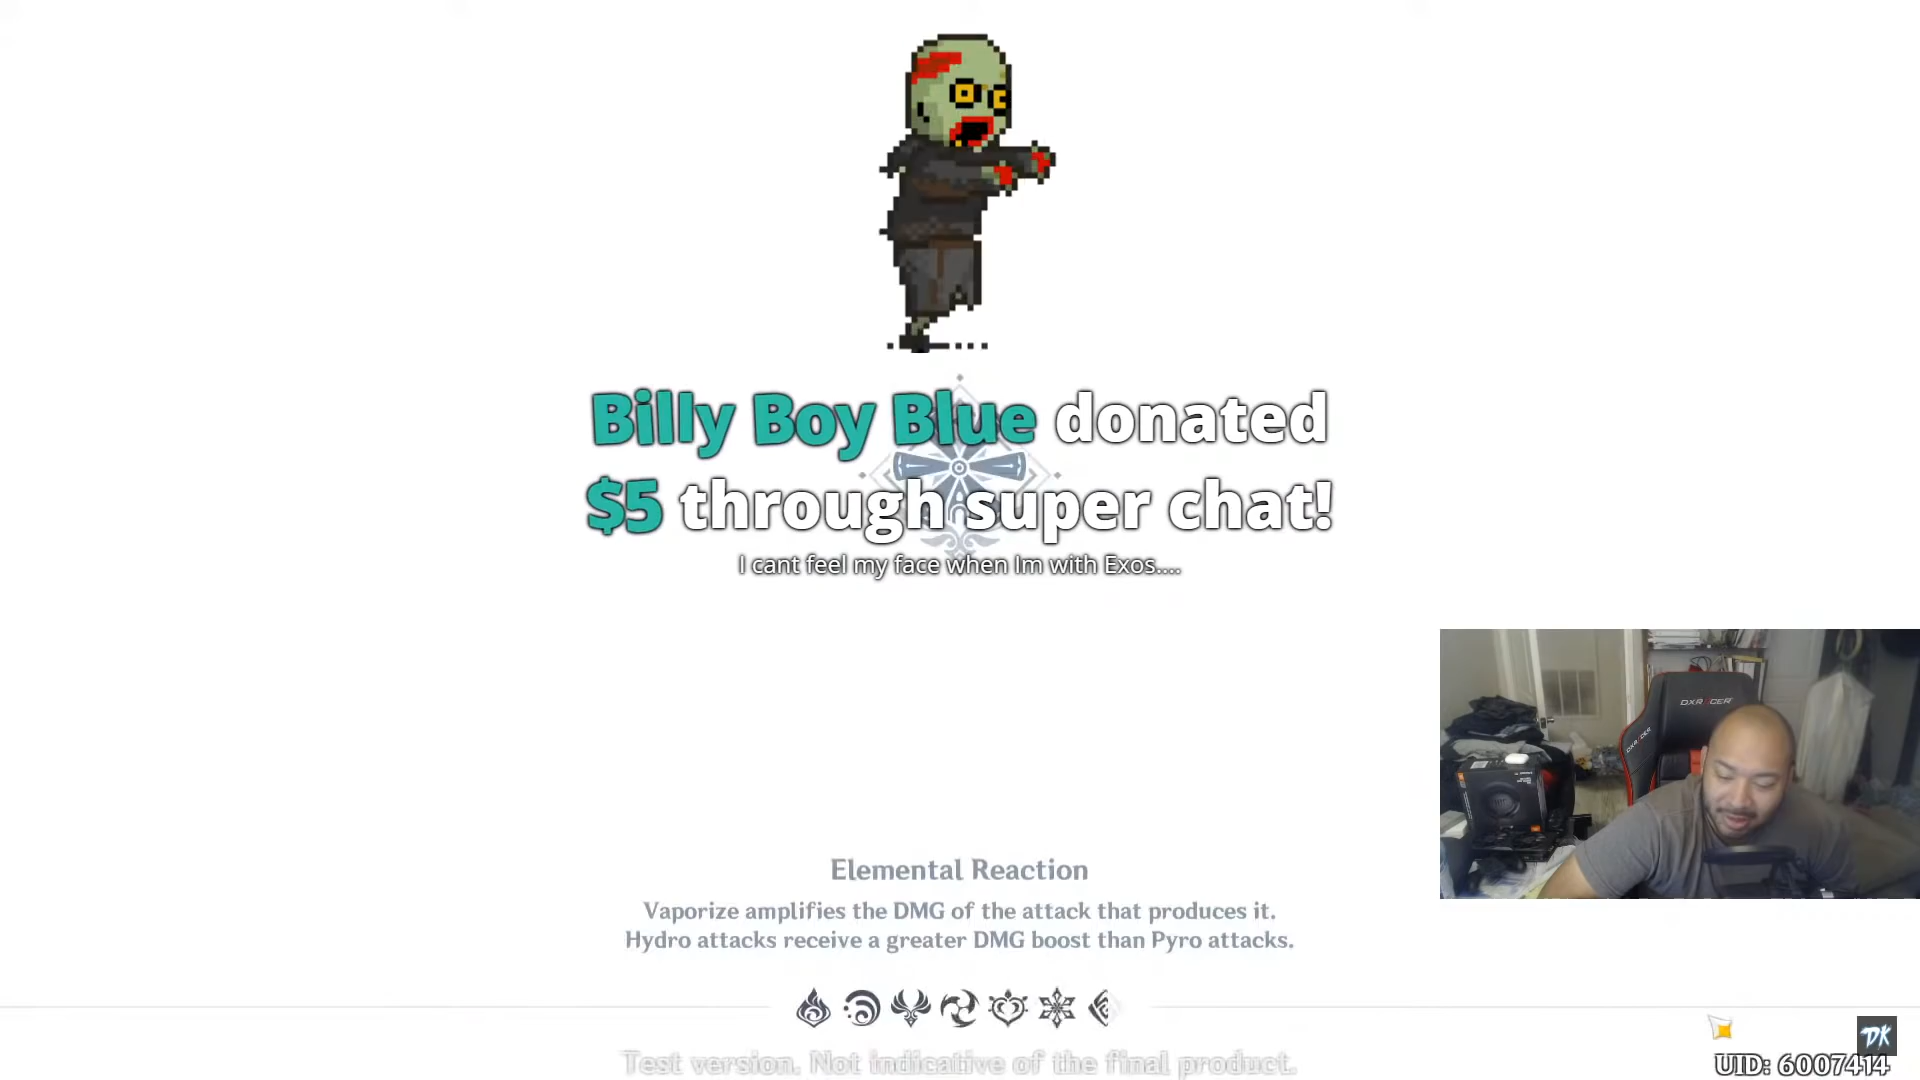 Billy Boy Blue donated
$5 through super chat!
I cant feel my face when Im with Exos....
DXRACER
DXRACER
Elemental Reaction
Vaporize amplifies the DMG of the attack that produces it.
Hydro attacks receive a greater DMG boost than Pyro attacks.
Test version. Not indicative of the final product.
DK
UID: 6007414